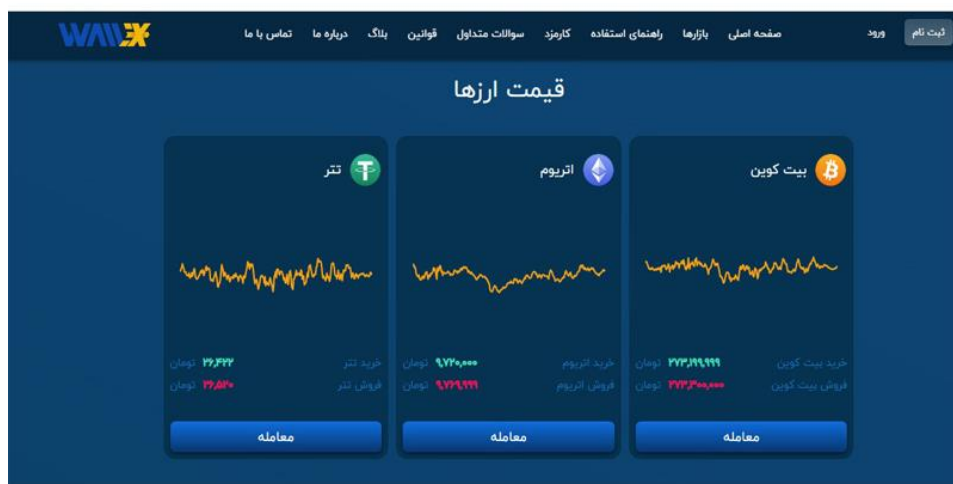 ثبت نام ورود صفحه اصلی بازارها راهنمای استفاده کارمزد سوالات متداول قوانین بلاگ درباره ما تماس با ما WALLEX
قیمت ارزها
بیت کوین
خرید بیت کوین ۲۷۳,۱۹۹,۹۹۹ تومان
فروش بیت کوین ۲۷۳,۳۰۰,۰۰۰ تومان
معامله
اتریوم
خرید اتریوم ۹,۷۲۰,۰۰۰ تومان
فروش اتریوم ۹,۷۶۹,۹۹۹ تومان
معامله
تتر
خرید تتر ۲۶,۴۲۲ تومان
فروش تتر ۲۶,۵۲۰ تومان
معامله